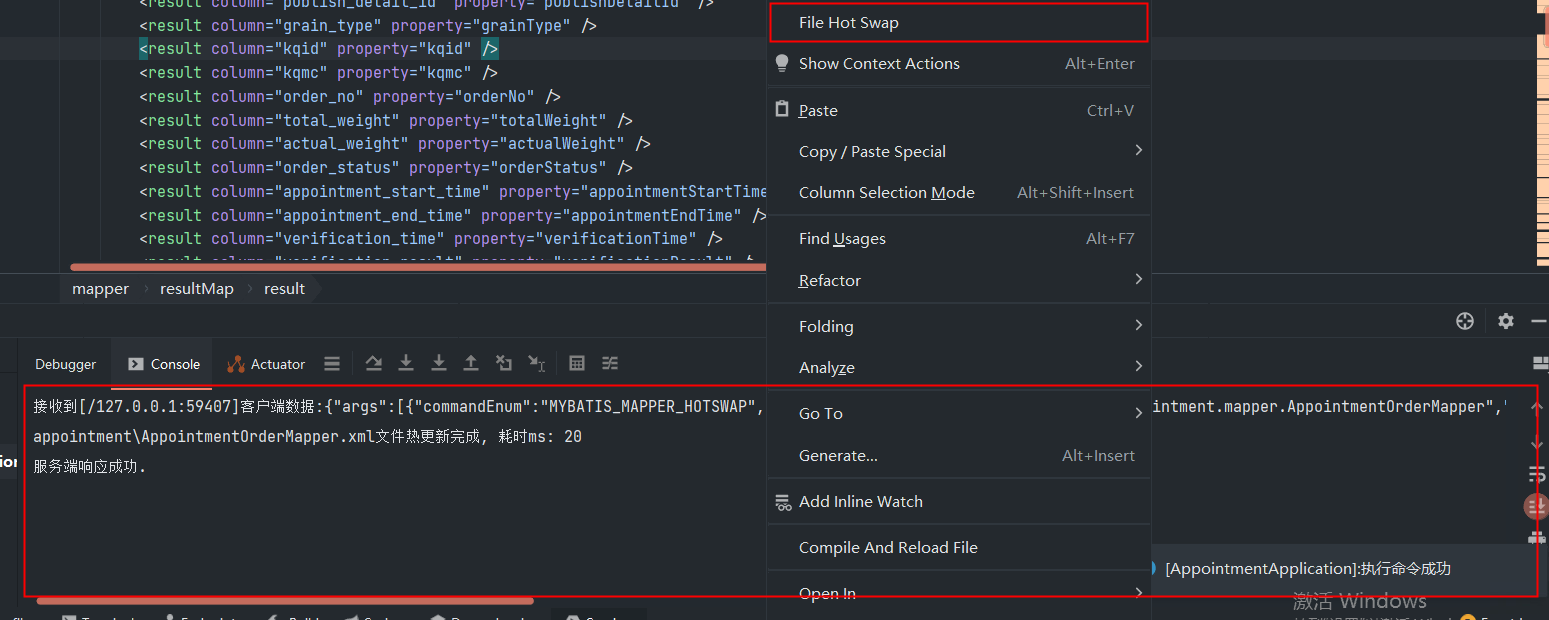 <result column="publish_detail_id" property="publishDetailId" />
<result column="grain_type" property="grainType" />
<result column="kqid" property="kqid" />
<result column="kqmc" property="kqmc" />
<result column="order_no" property="orderNo" />
<result column="total_weight" property="totalWeight" />
<result column="actual_weight" property="actualWeight" />
<result column="order_status" property="orderStatus" />
<result column="appointment_start_time" property="appointmentStartTime
<result column="appointment_end_time" property="appointmentEndTime" />
<result column="verification_time" property="verificationTime" />
<result column="verification_result" property="verificationResult" /
File Hot Swap
Show Context Actions Alt+Enter
Paste Ctrl+V
Copy / Paste Special
Column Selection Mode Alt+Shift+Insert
Find Usages Alt+F7
Refactor
Folding
Analyze
Go To
Generate... Alt+Insert
Add Inline Watch
Compile And Reload File
Open In
mapper resultMap result
Debugger Console Actuator
接收到[/127.0.0.1:59407]客户端数据:{"args":[{"commandEnum":"MYBATIS_MAPPER_HOTSWAP", intment.mapper.AppointmentOrderMapper","
appointment\AppointmentOrderMapper.xml文件热更新完成, 耗时ms: 20
服务端响应成功.
ion
[AppointmentApplication]:执行命令成功
激活 Windows